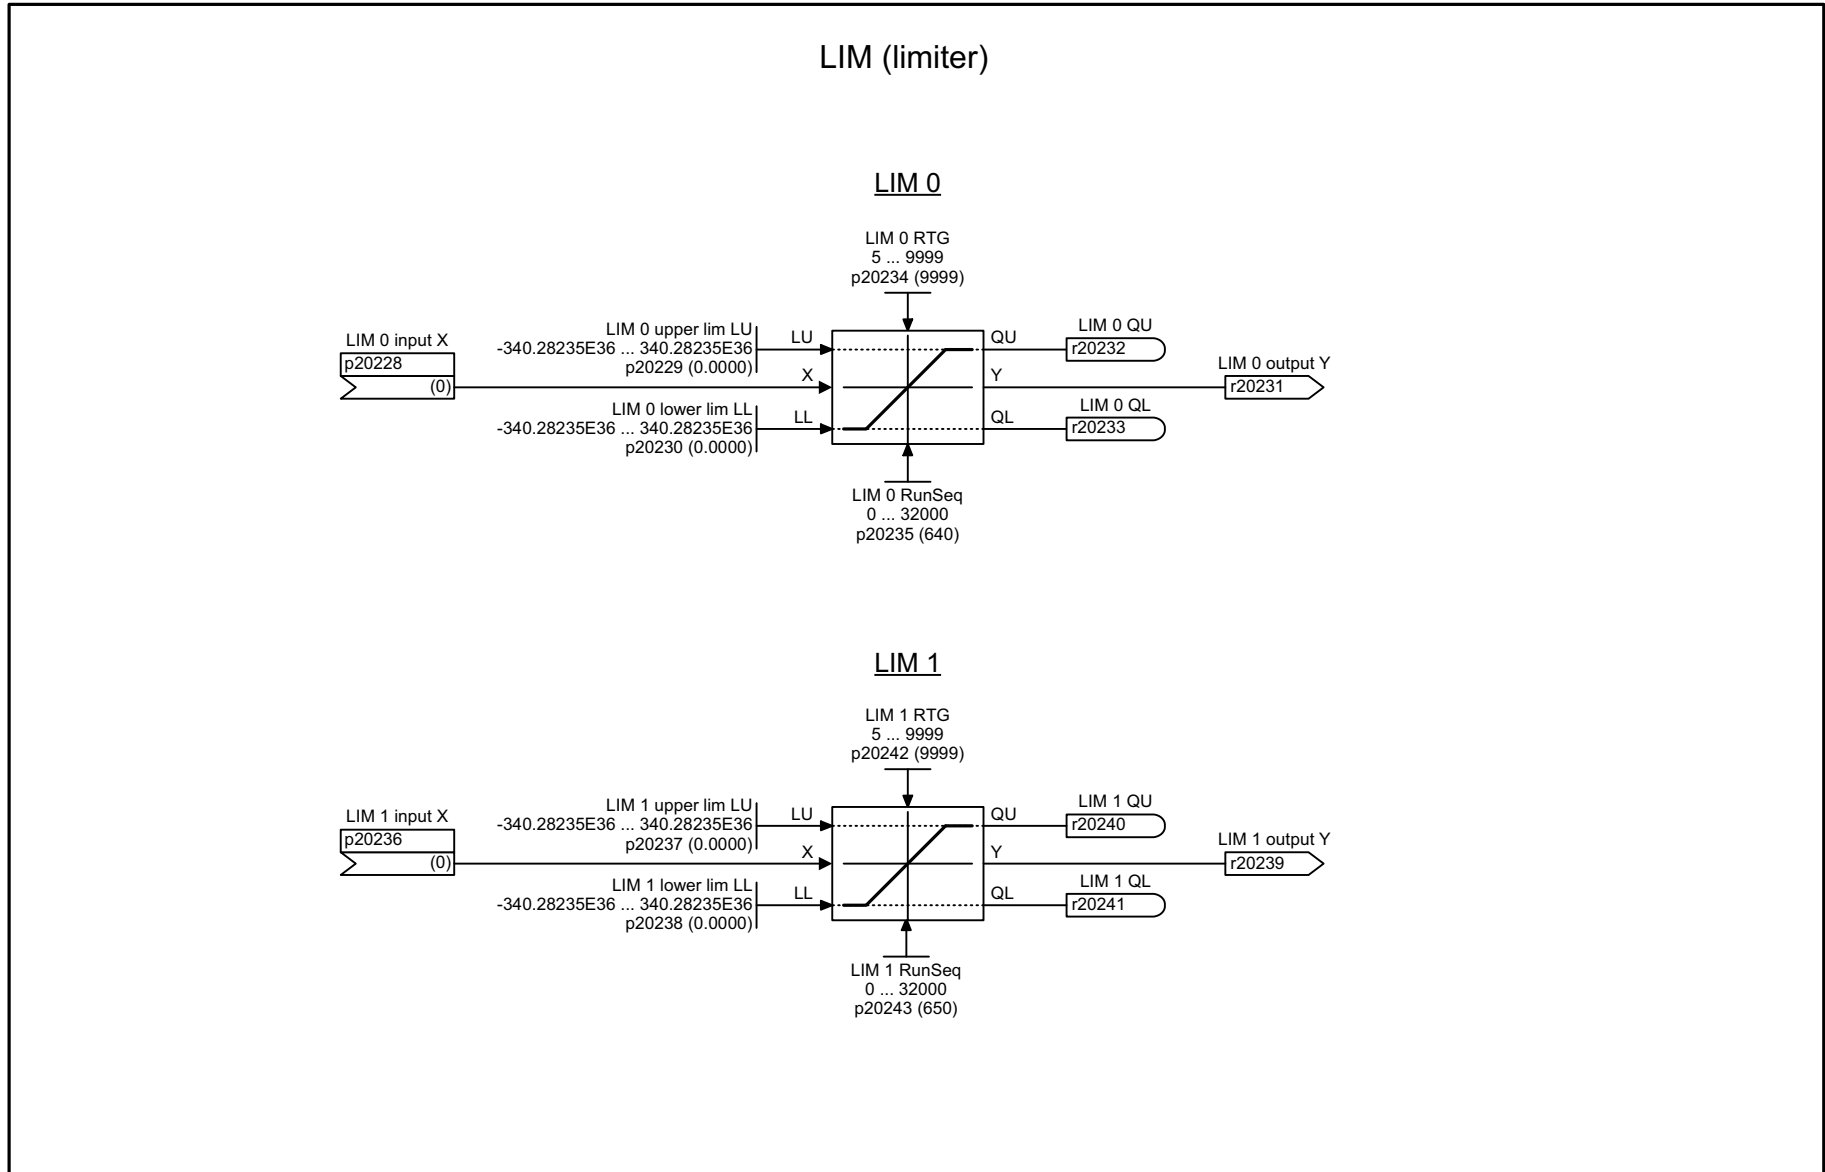 LIM (limiter)
LIM 0
LIM 0 RTG
5 ... 9999
p20234 (9999)
LIM 0 input X
p20228
(0)
LIM 0 upper lim LU
-340.28235E36 ... 340.28235E36
p20229 (0.0000)
LU
X
LIM 0 lower lim LL
-340.28235E36 ... 340.28235E36
p20230 (0.0000)
LL
QU
Y
QL
LIM 0 QU
r20232
LIM 0 output Y
r20231
LIM 0 QL
r20233
LIM 0 RunSeq
0 ... 32000
p20235 (640)
LIM 1
LIM 1 RTG
5 ... 9999
p20242 (9999)
LIM 1 input X
p20236
(0)
LIM 1 upper lim LU
-340.28235E36 ... 340.28235E36
p20237 (0.0000)
LU
X
LIM 1 lower lim LL
-340.28235E36 ... 340.28235E36
p20238 (0.0000)
LL
QU
Y
QL
LIM 1 QU
r20240
LIM 1 output Y
r20239
LIM 1 QL
r20241
LIM 1 RunSeq
0 ... 32000
p20243 (650)